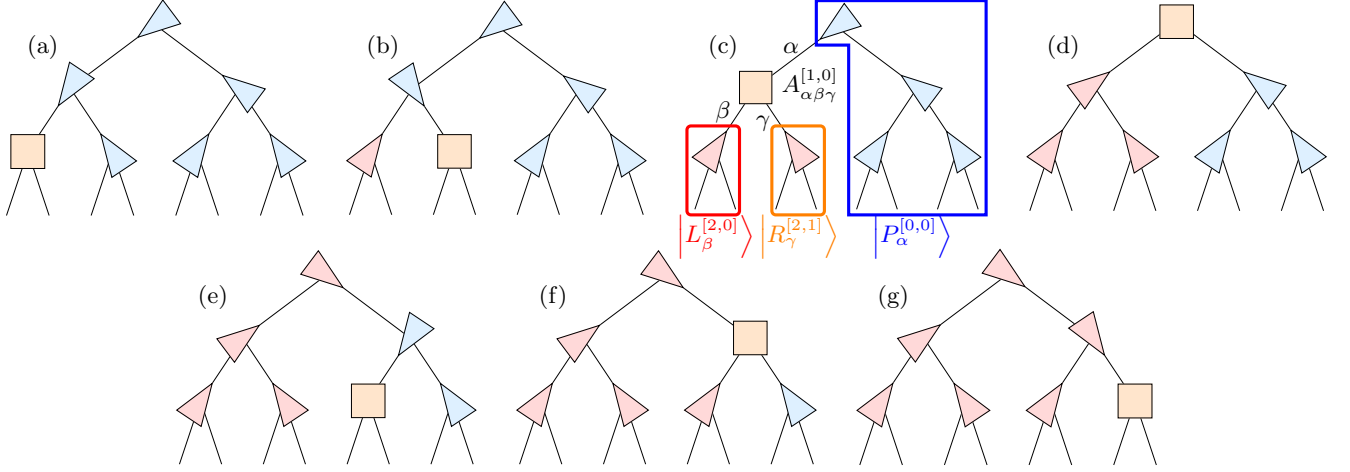 (a)
(b)
(c)
α
A^{[1,0]}_{αβγ}
β
γ
|L^{[2,0]}_β⟩
|R^{[2,1]}_γ⟩
|P^{[0,0]}_α⟩
(d)
(e)
(f)
(g)